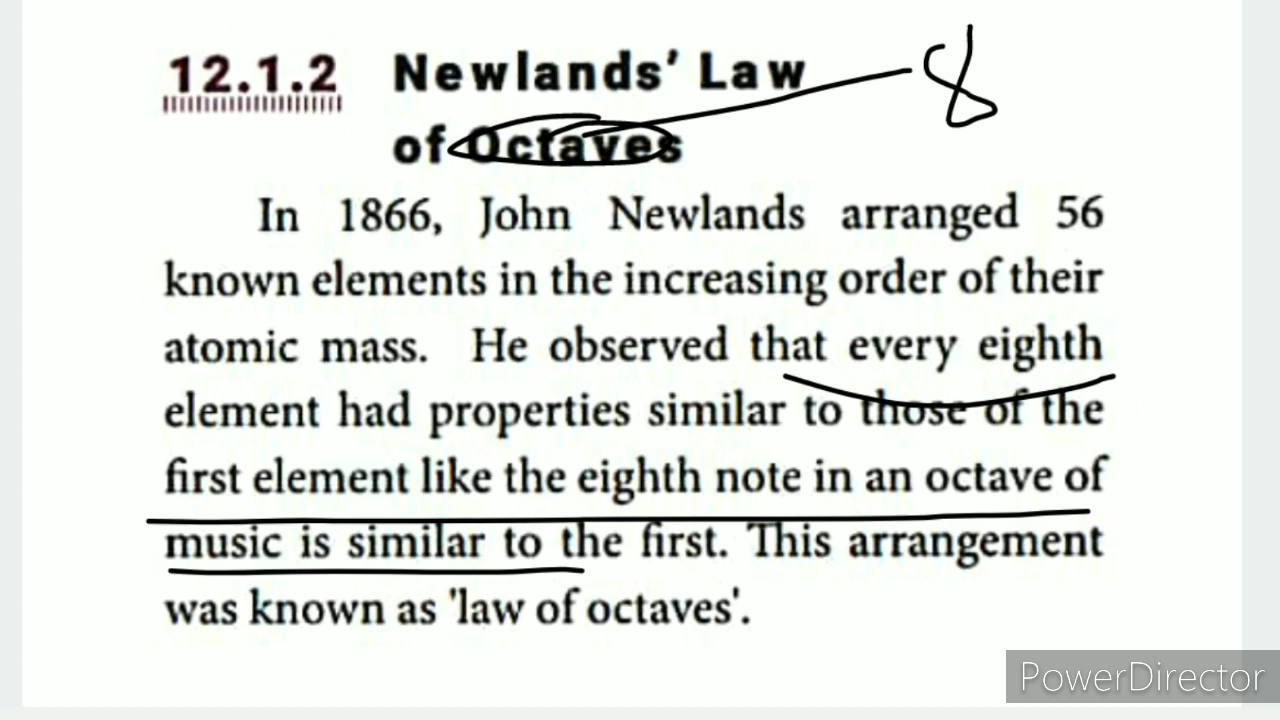 12.1.2 Newlands’ Law
of Octaves
8
In 1866, John Newlands arranged 56
known elements in the increasing order of their
atomic mass. He observed that every eighth
element had properties similar to those of the
first element like the eighth note in an octave of
music is similar to the first. This arrangement
was known as 'law of octaves'.
PowerDirector